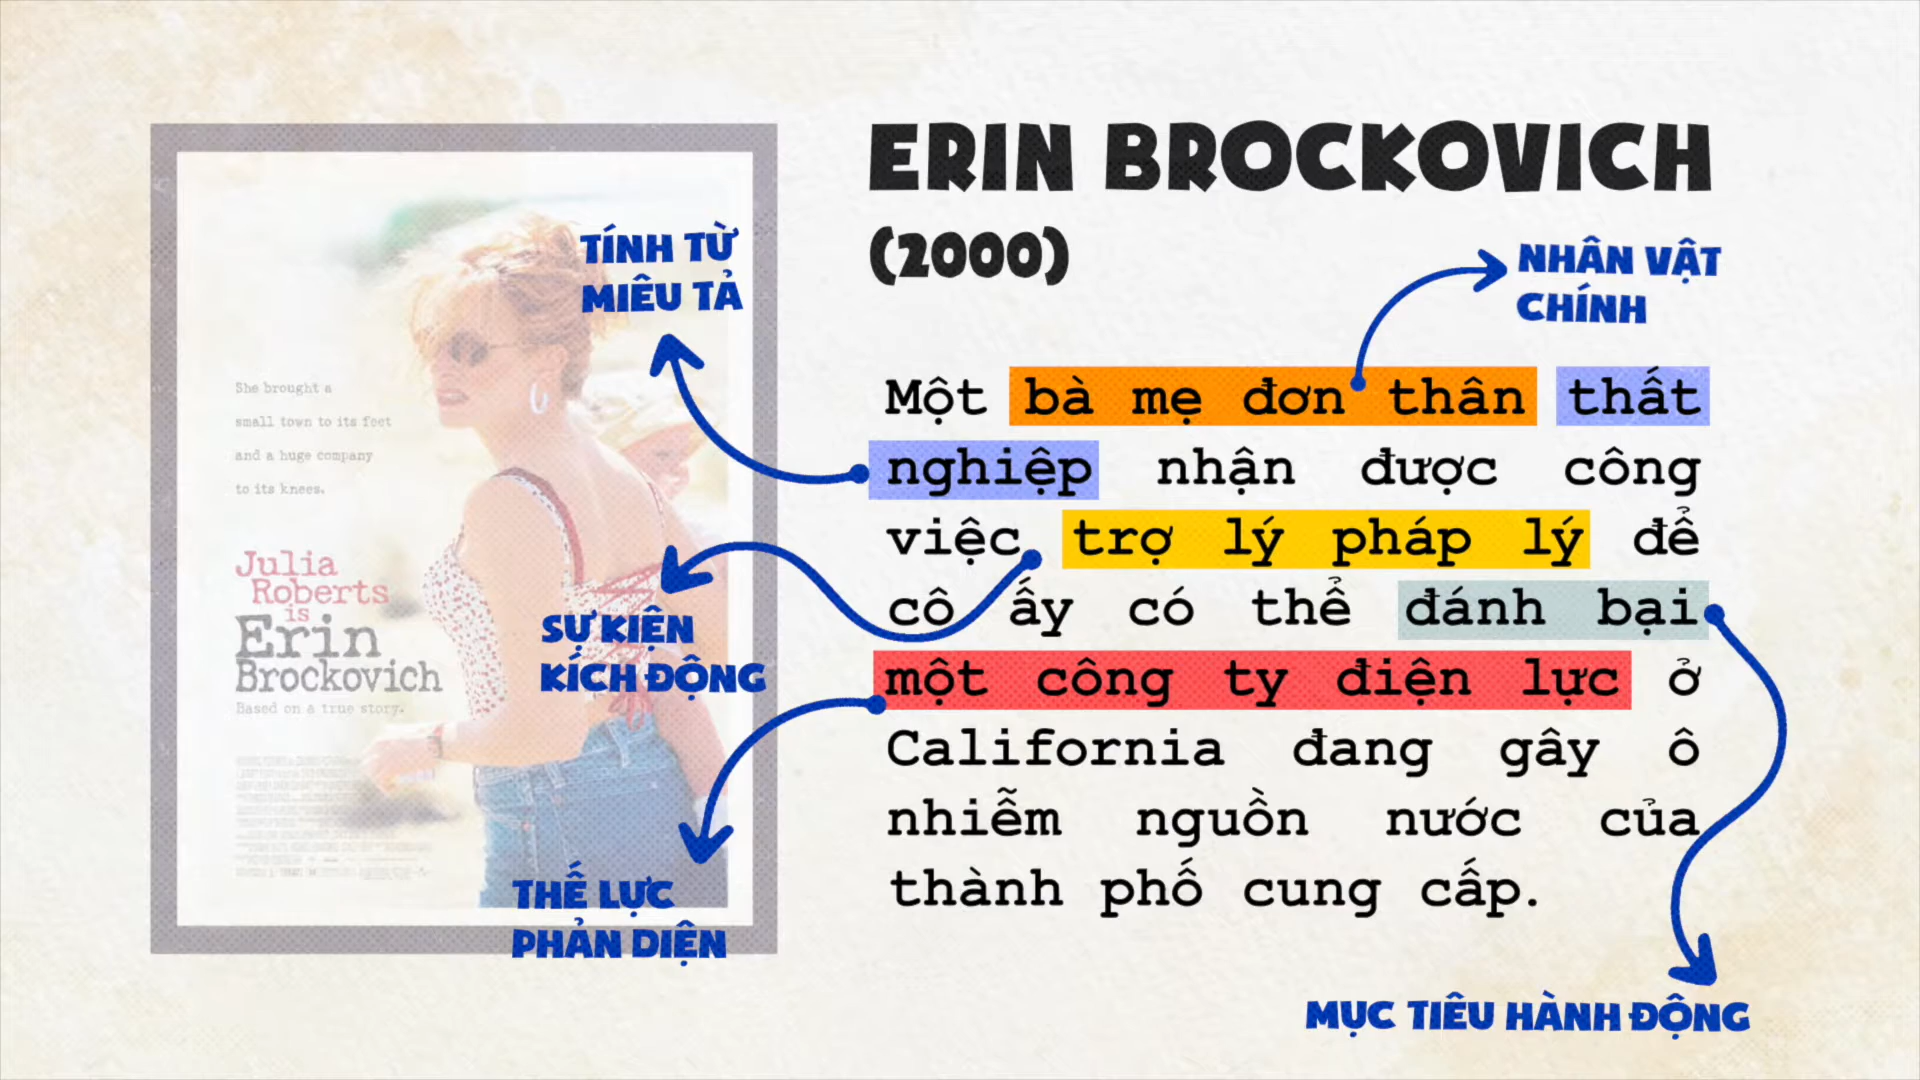 ERIN BROCKOVICH
(2000)
TÍNH TỪ
MIÊU TẢ
NHÂN VẬT
CHÍNH
Một bà mẹ đơn thân thất
nghiệp nhận được công
việc trợ lý pháp lý để
cô ấy có thể đánh bại
một công ty điện lực ở
California đang gây ô
nhiễm nguồn nước của
thành phố cung cấp.
SỰ KIỆN
KÍCH ĐỘNG
THẾ LỰC
PHẢN DIỆN
MỤC TIÊU HÀNH ĐỘNG
She brought a
small town to its feet
and a huge company
to its knees.
Julia
Roberts
is
Erin
Brockovich
Based on a true story.